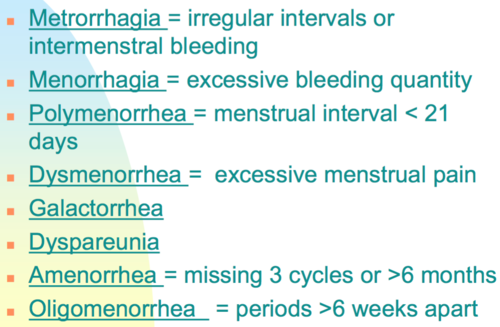 Metrorrhagia = irregular intervals or
intermenstral bleeding
Menorrhagia = excessive bleeding quantity
Polymenorrhea = menstrual interval < 21
days
Dysmenorrhea = excessive menstrual pain
Galactorrhea
Dyspareunia
Amenorrhea = missing 3 cycles or >6 months
Oligomenorrhea = periods >6 weeks apart